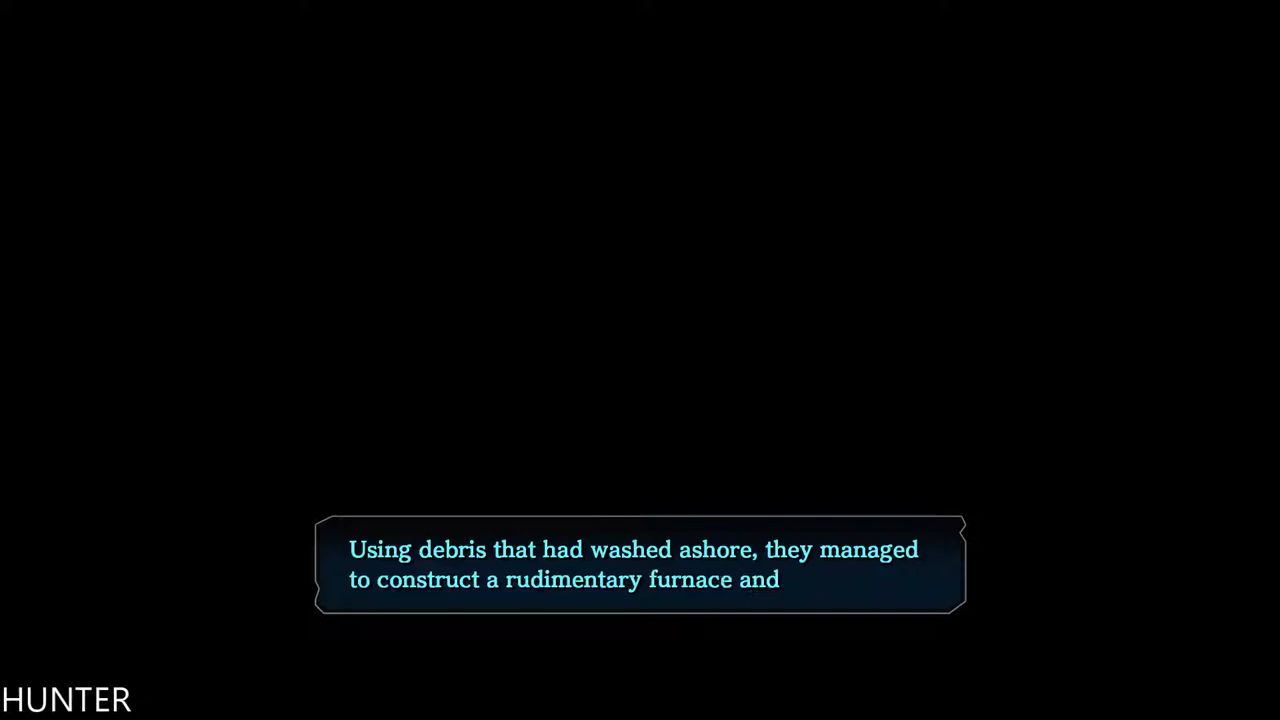 Using debris that had washed ashore, they managed
to construct a rudimentary furnace and
HUNTER